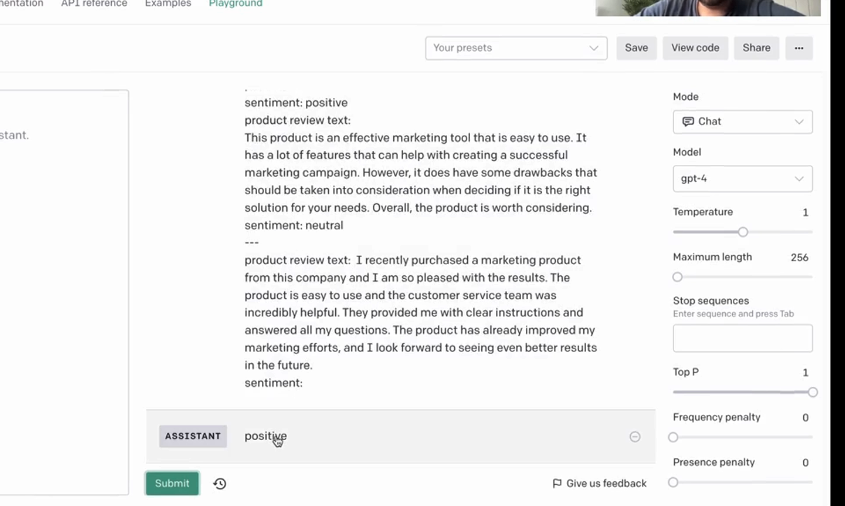 mentation API reference Examples Playground
Your presets Save View code Share ...
stant.
sentiment: positive
product review text:
This product is an effective marketing tool that is easy to use. It
has a lot of features that can help with creating a successful
marketing campaign. However, it does have some drawbacks that
should be taken into consideration when deciding if it is the right
solution for your needs. Overall, the product is worth considering.
sentiment: neutral
---
product review text:  I recently purchased a marketing product
from this company and I am so pleased with the results. The
product is easy to use and the customer service team was
incredibly helpful. They provided me with clear instructions and
answered all my questions. The product has already improved my
marketing efforts, and I look forward to seeing even better results
in the future.
sentiment:
ASSISTANT positive
Submit
Give us feedback
Mode
Chat
Model
gpt-4
Temperature 1
Maximum length 256
Stop sequences
Enter sequence and press Tab
Top P 1
Frequency penalty 0
Presence penalty 0